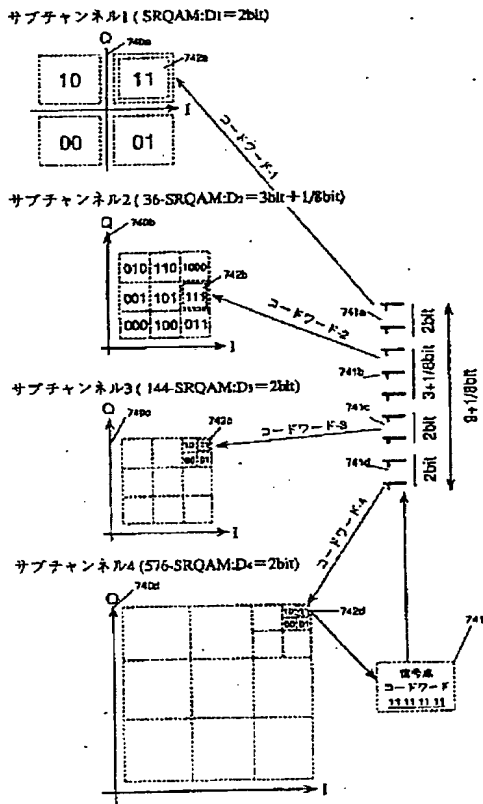 サブチャンネル1 (SRQAM:D1=2bit)
Q
740a
742a
10
11
I
00
01
コードワード-1
サブチャンネル2 (36-SRQAM:D2=3bit+1/8bit)
Q
740b
742b
010 110 1000
001 101 111
000 100 011
I
コードワード-2
741a
2bit
741b
3+1/8bit
9+1/8bit
サブチャンネル3 (144-SRQAM:D3=2bit)
Q
740c
742c
10 11
00 01
I
コードワード-3
741c
2bit
741d
2bit
コードワード-4
サブチャンネル4 (576-SRQAM:D4=2bit)
Q
740d
742d
00 01
I
741
信号点
コードワード
11 11 11 11